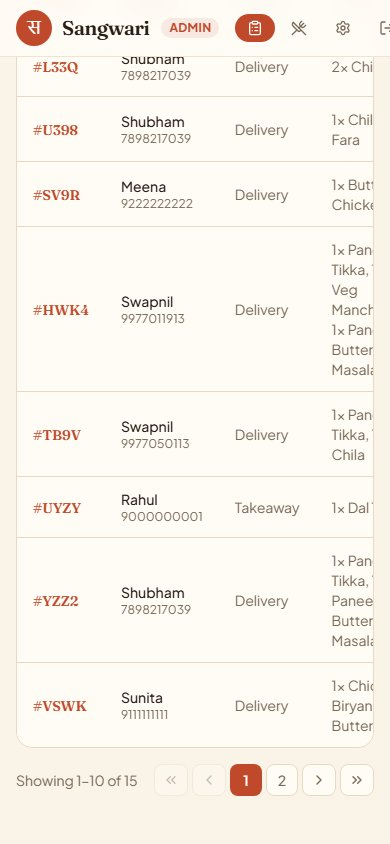 स Sangwari ADMIN
#L33Q Shubham Delivery 2× Chi
7898217039
#U398 Shubham Delivery 1× Chil
7898217039 Fara
#SV9R Meena Delivery 1× Butt
9222222222 Chicke
#HWK4 Swapnil Delivery 1× Pan
9977011913 Tikka,
Veg
Manch
1× Pan
Butter
Masala
#TB9V Swapnil Delivery 1× Pan
9977050113 Tikka,
Chila
#UYZY Rahul Takeaway 1× Dal
9000000001
#YZZ2 Shubham Delivery 1× Pan
7898217039 Tikka,
Panee
Butter
Masala
#VSWK Sunita Delivery 1× Chic
9111111111 Biryan
Butter
Showing 1–10 of 15 « ‹ 1 2 › »